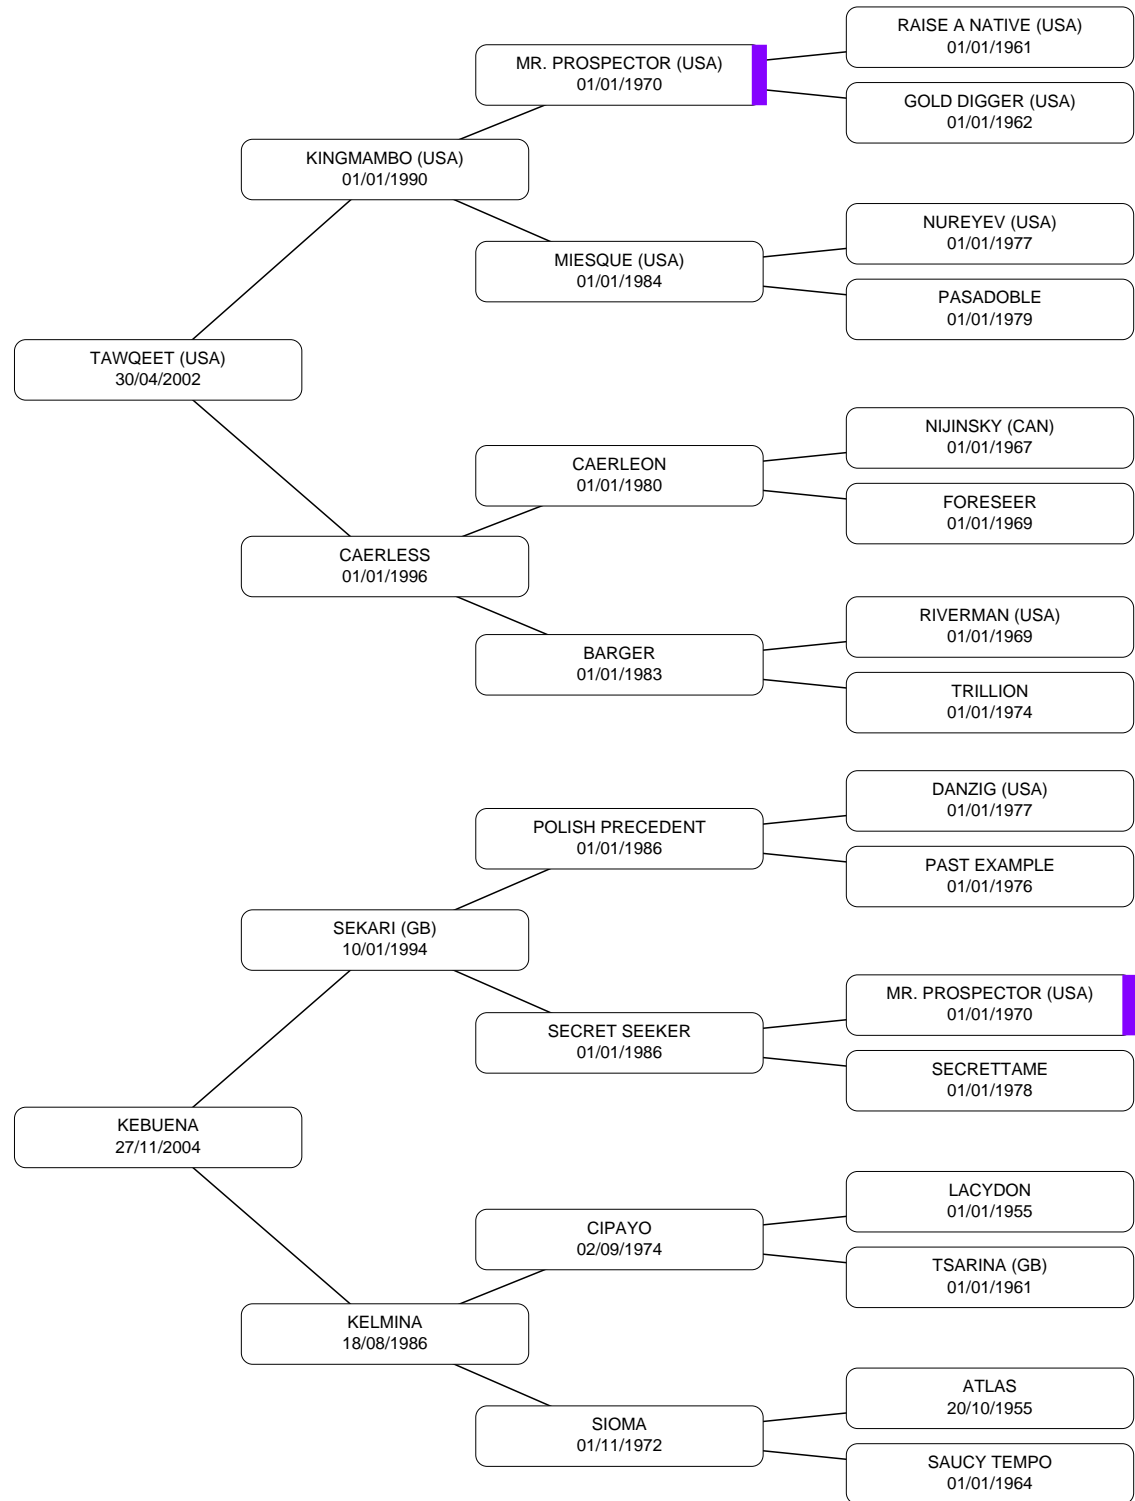 RAISE A NATIVE (USA)
01/01/1961
MR. PROSPECTOR (USA)
01/01/1970
GOLD DIGGER (USA)
01/01/1962
KINGMAMBO (USA)
01/01/1990
NUREYEV (USA)
01/01/1977
MIESQUE (USA)
01/01/1984
PASADOBLE
01/01/1979
TAWQEET (USA)
30/04/2002
NIJINSKY (CAN)
01/01/1967
CAERLEON
01/01/1980
FORESEER
01/01/1969
CAERLESS
01/01/1996
RIVERMAN (USA)
01/01/1969
BARGER
01/01/1983
TRILLION
01/01/1974
DANZIG (USA)
01/01/1977
POLISH PRECEDENT
01/01/1986
PAST EXAMPLE
01/01/1976
SEKARI (GB)
10/01/1994
MR. PROSPECTOR (USA)
01/01/1970
SECRET SEEKER
01/01/1986
SECRETTAME
01/01/1978
KEBUENA
27/11/2004
LACYDON
01/01/1955
CIPAYO
02/09/1974
TSARINA (GB)
01/01/1961
KELMINA
18/08/1986
ATLAS
20/10/1955
SIOMA
01/11/1972
SAUCY TEMPO
01/01/1964